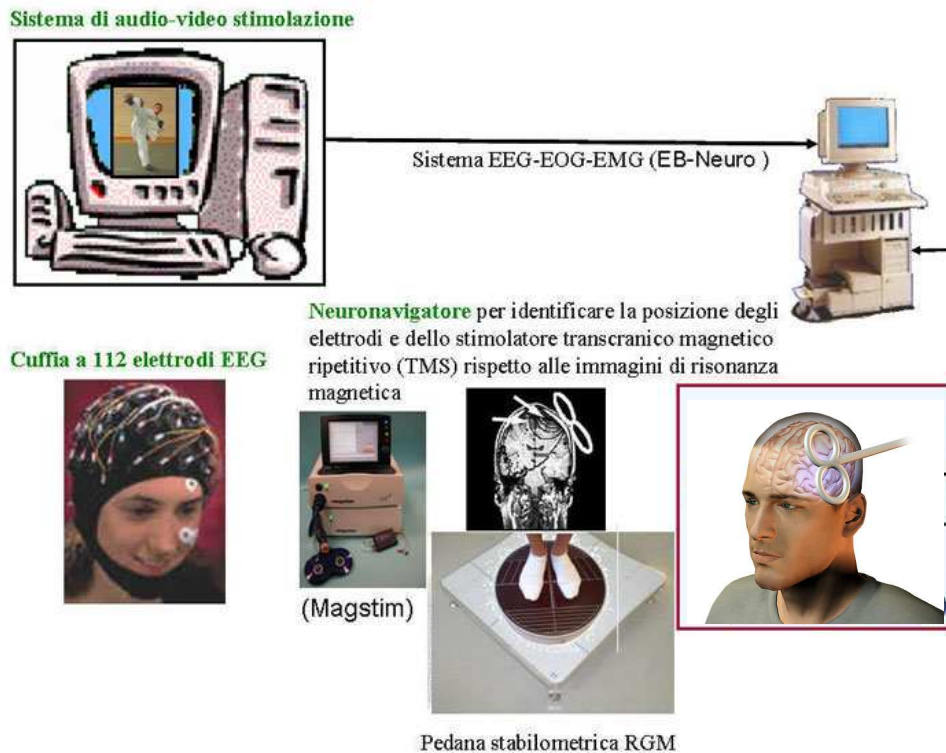 Sistema di audio-video stimolazione
Sistema EEG-EOG-EMG (EB-Neuro )
Neuronavigatore per identificare la posizione degli
elettrodi e dello stimolatore transcranico magnetico
ripetitivo (TMS) rispetto alle immagini di risonanza
magnetica
Cuffia a 112 elettrodi EEG
(Magstim)
Pedana stabilometrica RGM